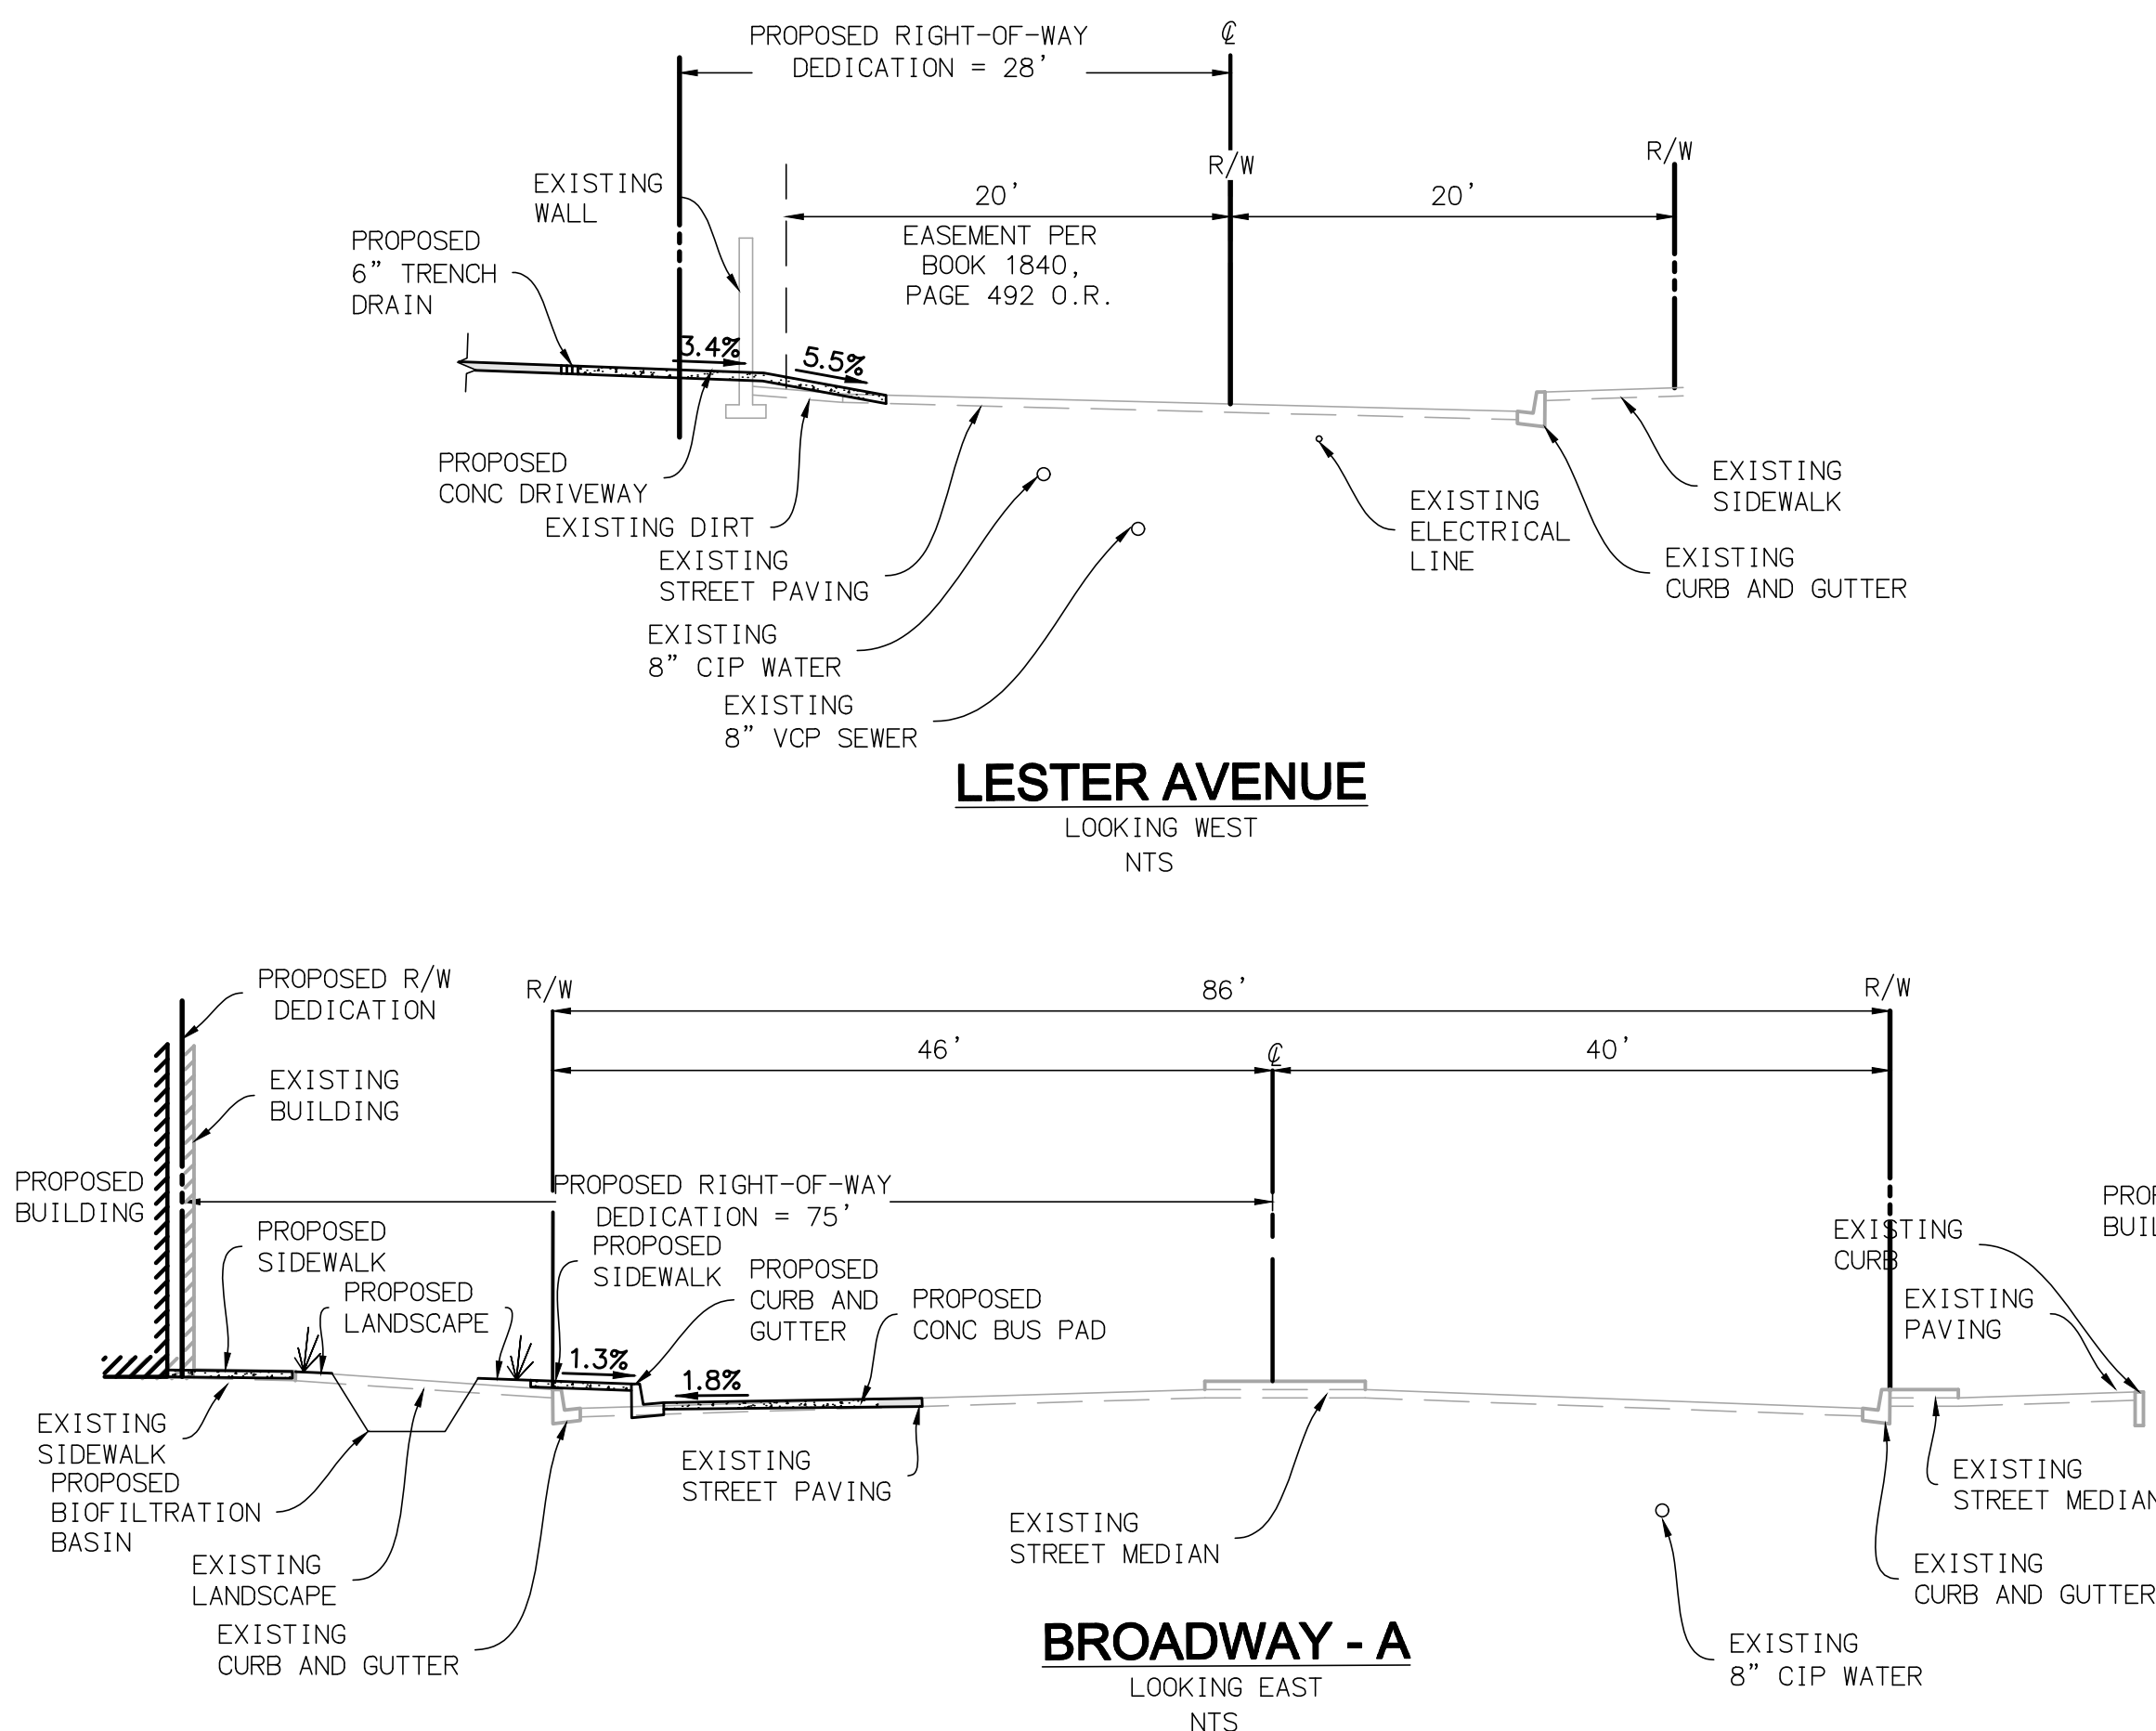 PROPOSED RIGHT-OF-WAY
DEDICATION = 28'
℄
R/W
R/W
20'
20'
EASEMENT PER
BOOK 1840,
PAGE 492 O.R.
EXISTING
WALL
PROPOSED
6" TRENCH
DRAIN
3.4%
5.5%
PROPOSED
CONC DRIVEWAY
EXISTING DIRT
EXISTING
STREET PAVING
EXISTING
8" CIP WATER
EXISTING
8" VCP SEWER
EXISTING
ELECTRICAL
LINE
EXISTING
SIDEWALK
EXISTING
CURB AND GUTTER
LESTER AVENUE
LOOKING WEST
NTS
PROPOSED R/W
DEDICATION
R/W
86'
R/W
46'
℄
40'
EXISTING
BUILDING
PROPOSED
BUILDING
PROPOSED RIGHT-OF-WAY
DEDICATION = 75'
PROPOSED
SIDEWALK
PROPOSED
LANDSCAPE
PROPOSED
SIDEWALK
PROPOSED
CURB AND
GUTTER
PROPOSED
CONC BUS PAD
1.3%
1.8%
EXISTING
CURB
EXISTING
PAVING
EXISTING
SIDEWALK
PROPOSED
BIOFILTRATION
BASIN
EXISTING
LANDSCAPE
EXISTING
CURB AND GUTTER
EXISTING
STREET PAVING
EXISTING
STREET MEDIAN
EXISTING
STREET MEDIAN
EXISTING
CURB AND GUTTER
EXISTING
8" CIP WATER
BROADWAY - A
LOOKING EAST
NTS